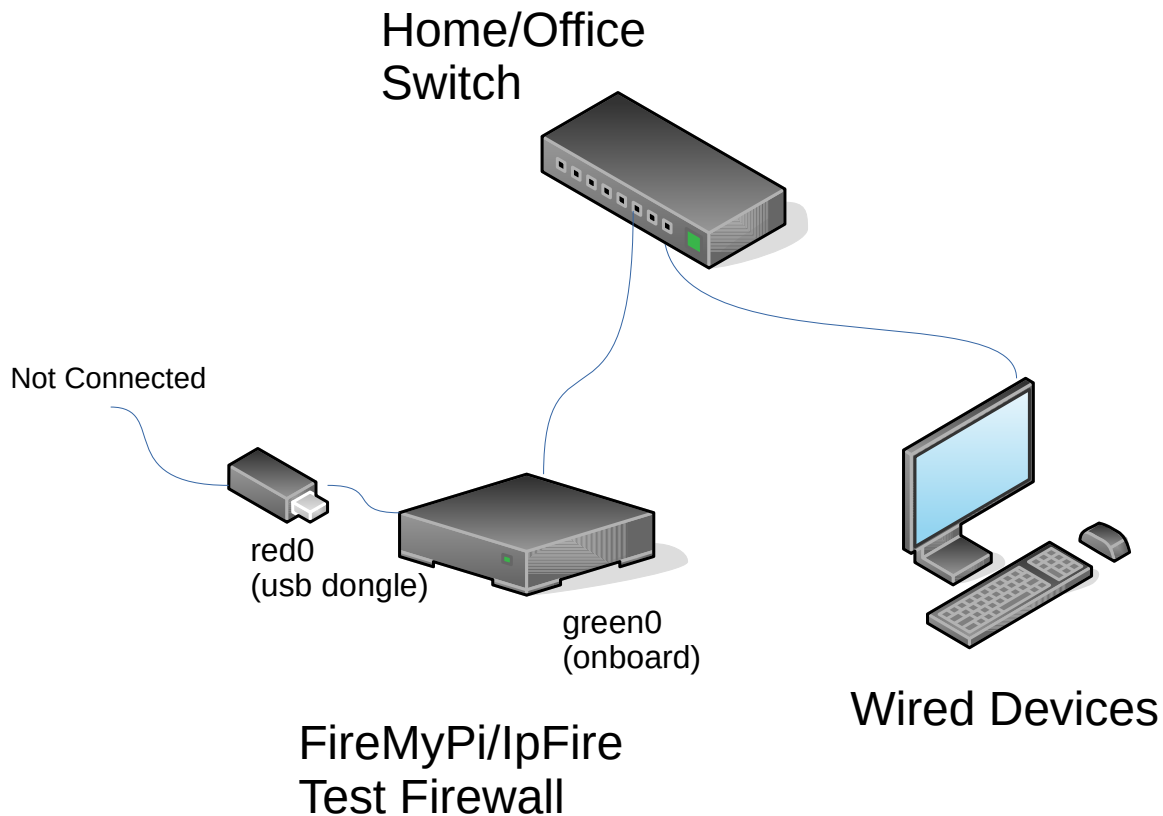 Home/Office
Switch
Not Connected
red0
(usb dongle)
green0
(onboard)
Wired Devices
FireMyPi/IpFire
Test Firewall